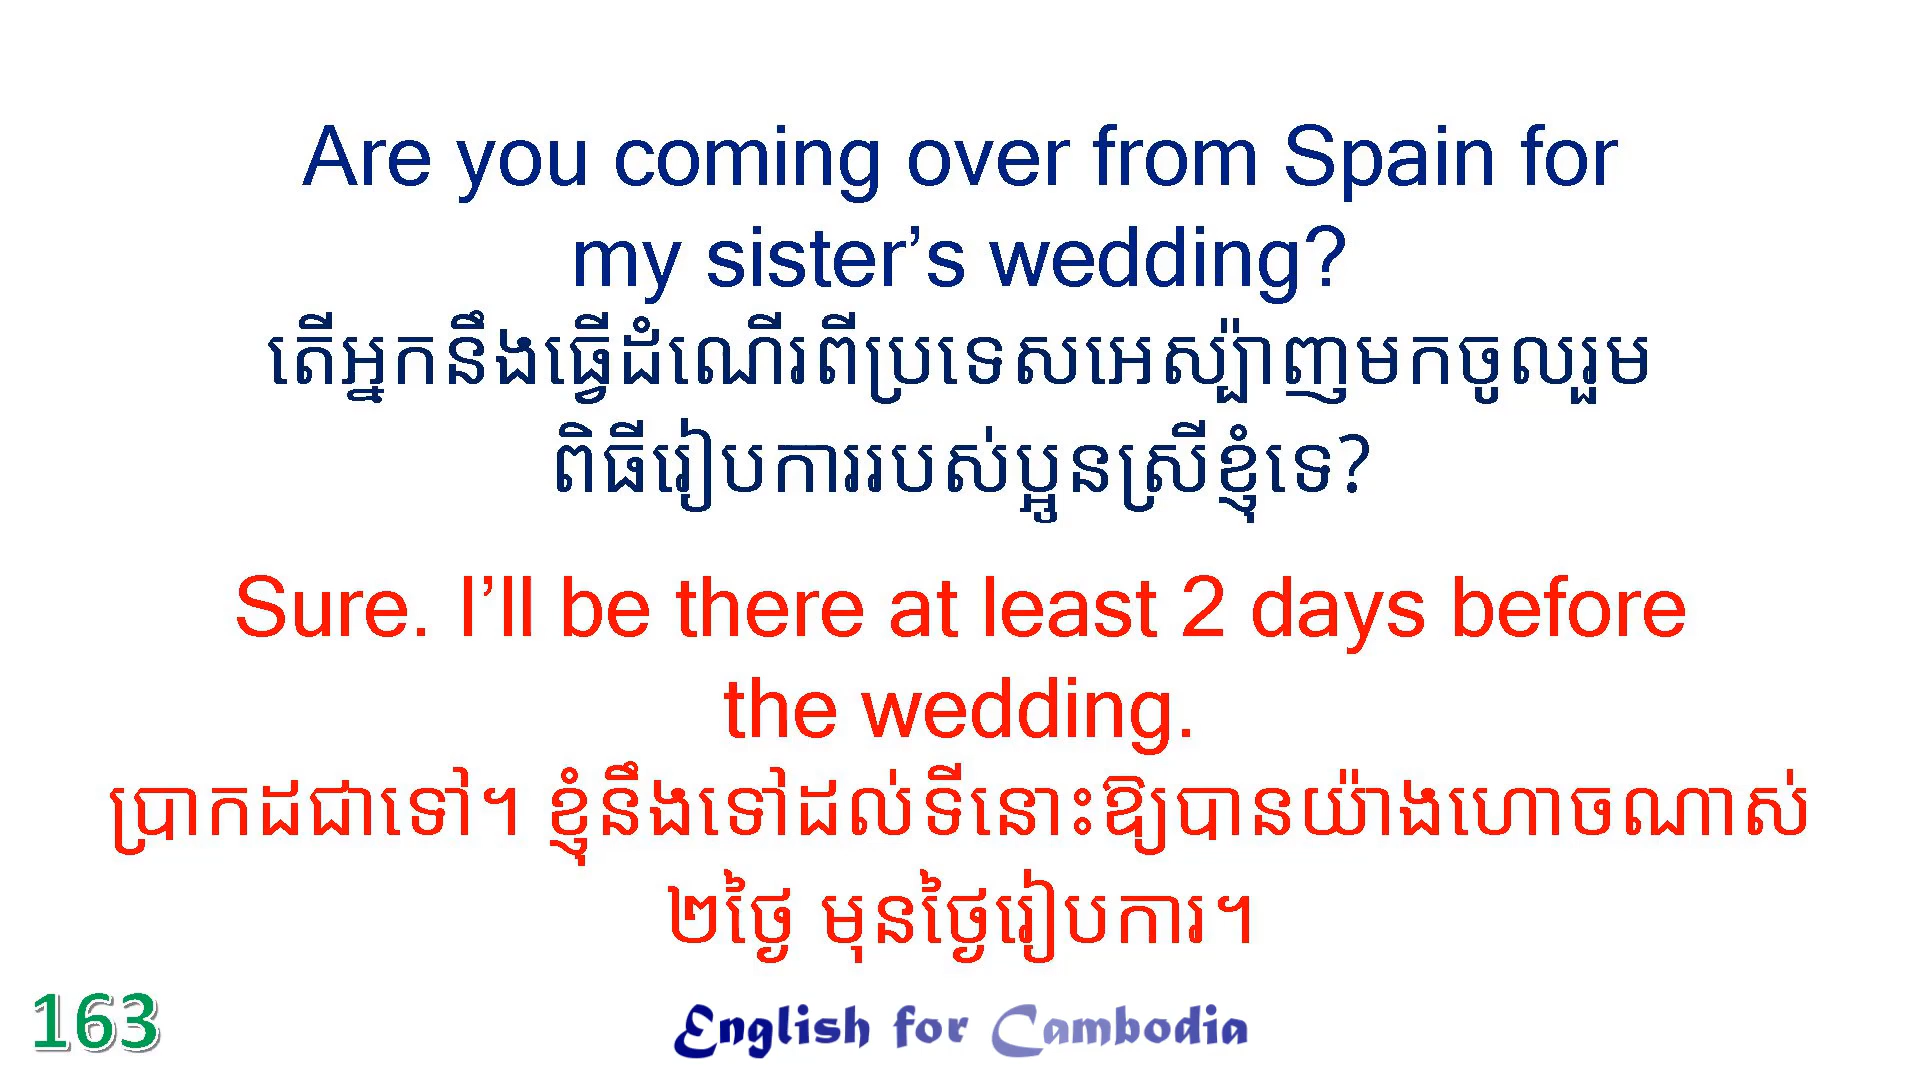 Are you coming over from Spain for
my sister’s wedding?
តើអ្នកនឹងធ្វើដំណើរពីប្រទេសអេស្ប៉ាញមកចូលរួម
ពិធីរៀបការរបស់ប្អូនស្រីខ្ញុំទេ?
Sure. I’ll be there at least 2 days before
the wedding.
ប្រាកដជាទៅ។ ខ្ញុំនឹងទៅដល់ទីនោះឱ្យបានយ៉ាងហោចណាស់
២ថ្ងៃ មុនថ្ងៃរៀបការ។
163
English for Cambodia